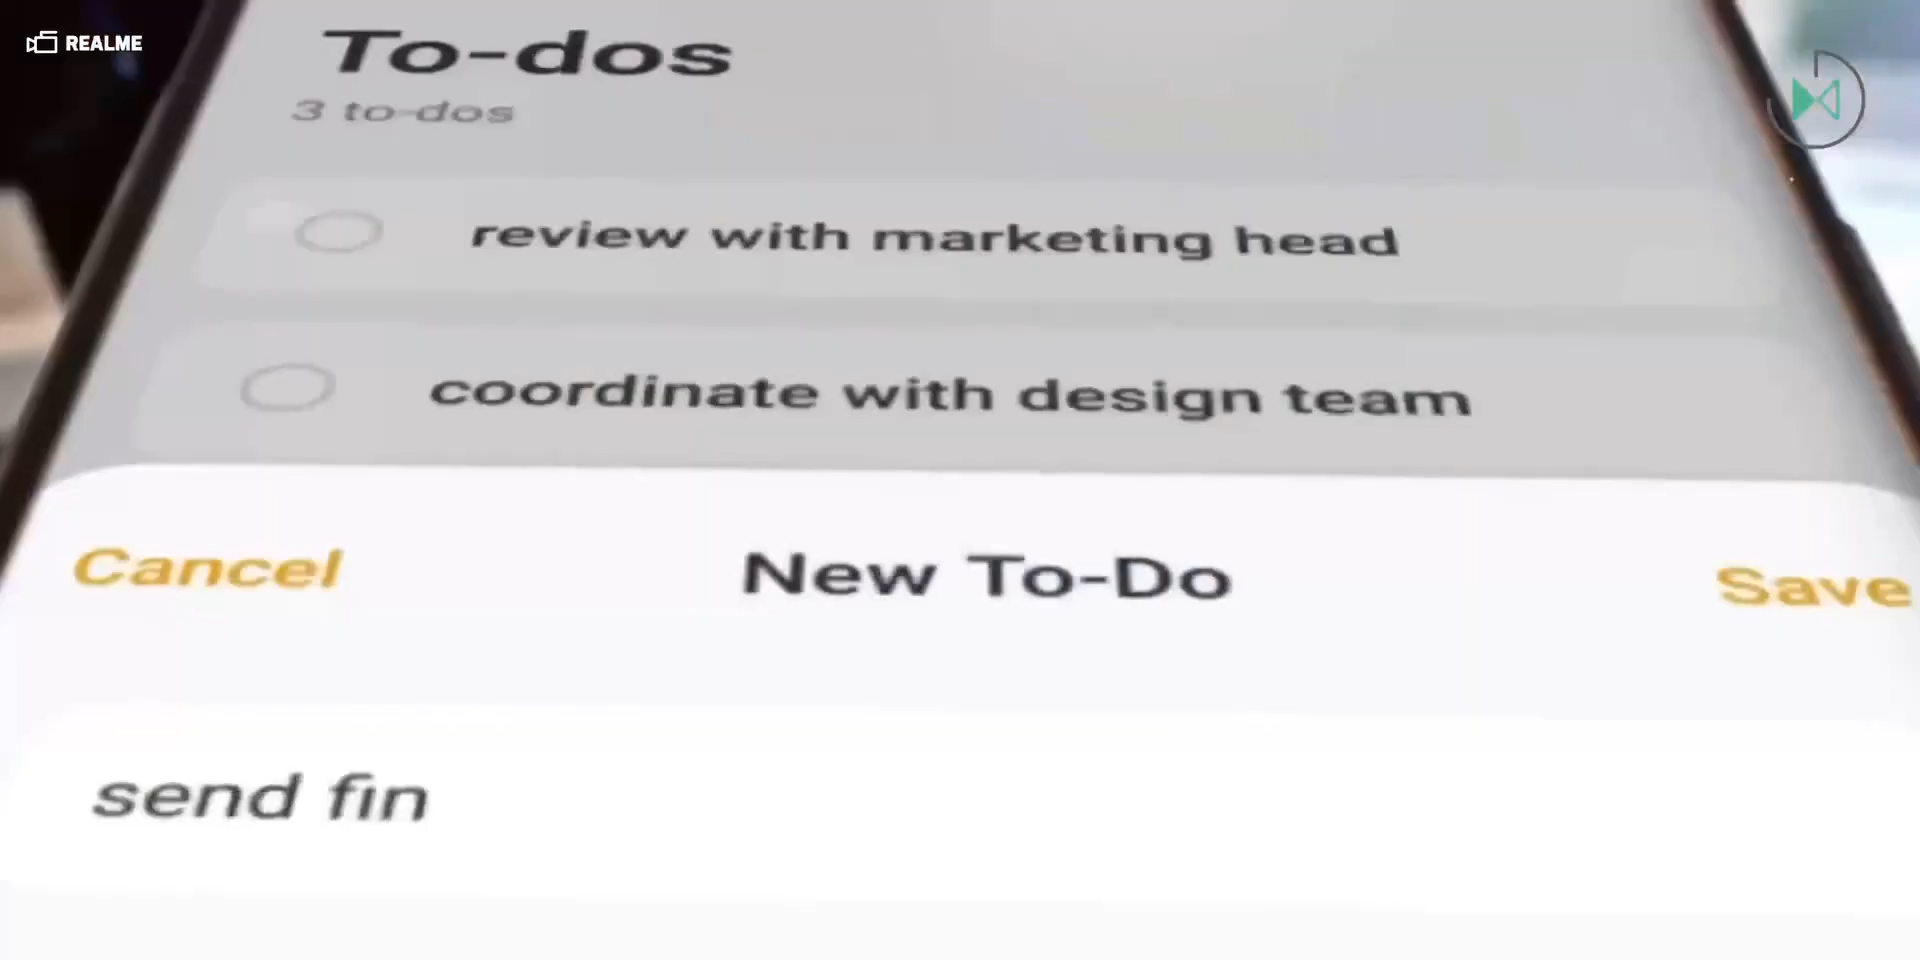 REALME
To-dos
3 to-dos
review with marketing head
coordinate with design team
Cancel New To-Do Save
send fin